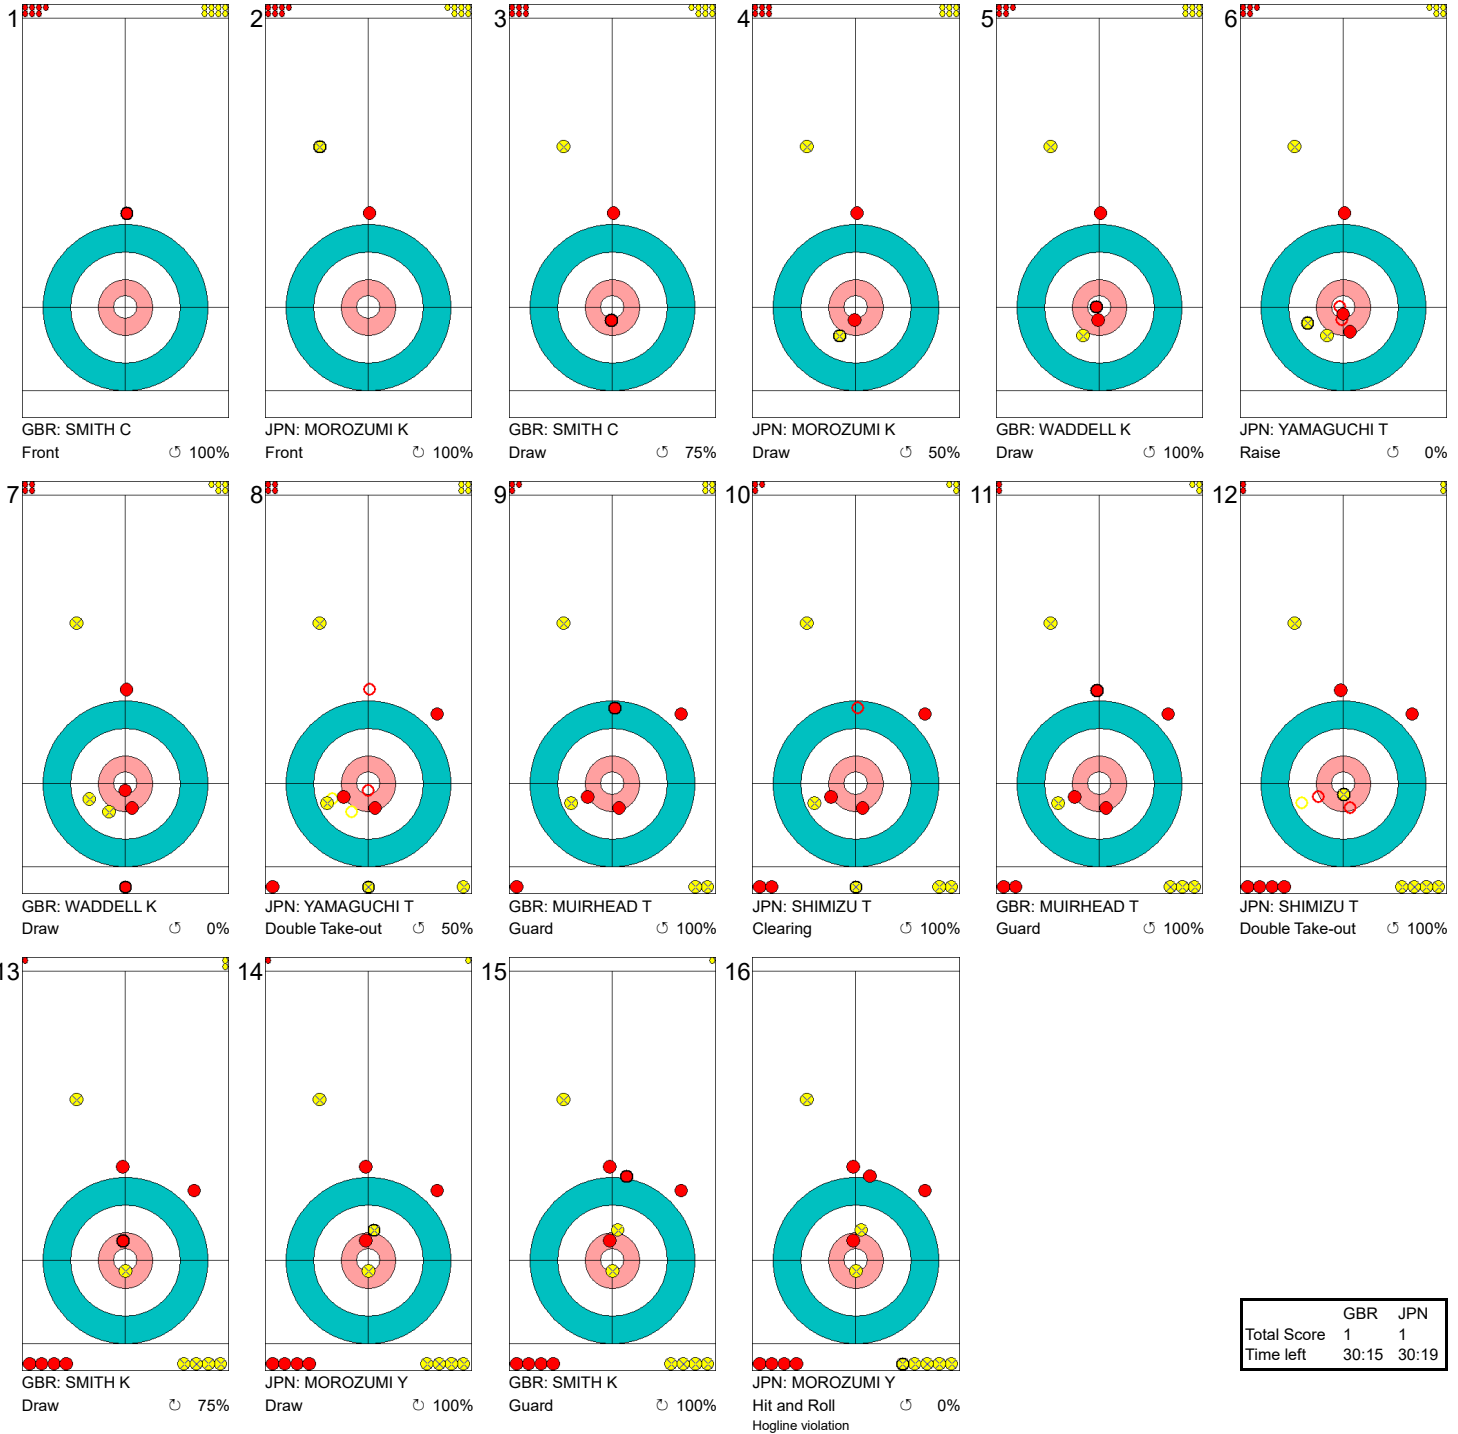 1
GBR: SMITH C
Front 100%
2
JPN: MOROZUMI K
Front 100%
3
GBR: SMITH C
Draw 75%
4
JPN: MOROZUMI K
Draw 50%
5
GBR: WADDELL K
Draw 100%
6
JPN: YAMAGUCHI T
Raise 0%
7
GBR: WADDELL K
Draw 0%
8
JPN: YAMAGUCHI T
Double Take-out 50%
9
GBR: MUIRHEAD T
Guard 100%
10
JPN: SHIMIZU T
Clearing 100%
11
GBR: MUIRHEAD T
Guard 100%
12
JPN: SHIMIZU T
Double Take-out 100%
13
GBR: SMITH K
Draw 75%
14
JPN: MOROZUMI Y
Draw 100%
15
GBR: SMITH K
Guard 100%
16
JPN: MOROZUMI Y
Hit and Roll 0%
Hogline violation
GBR JPN
Total Score 1 1
Time left 30:15 30:19